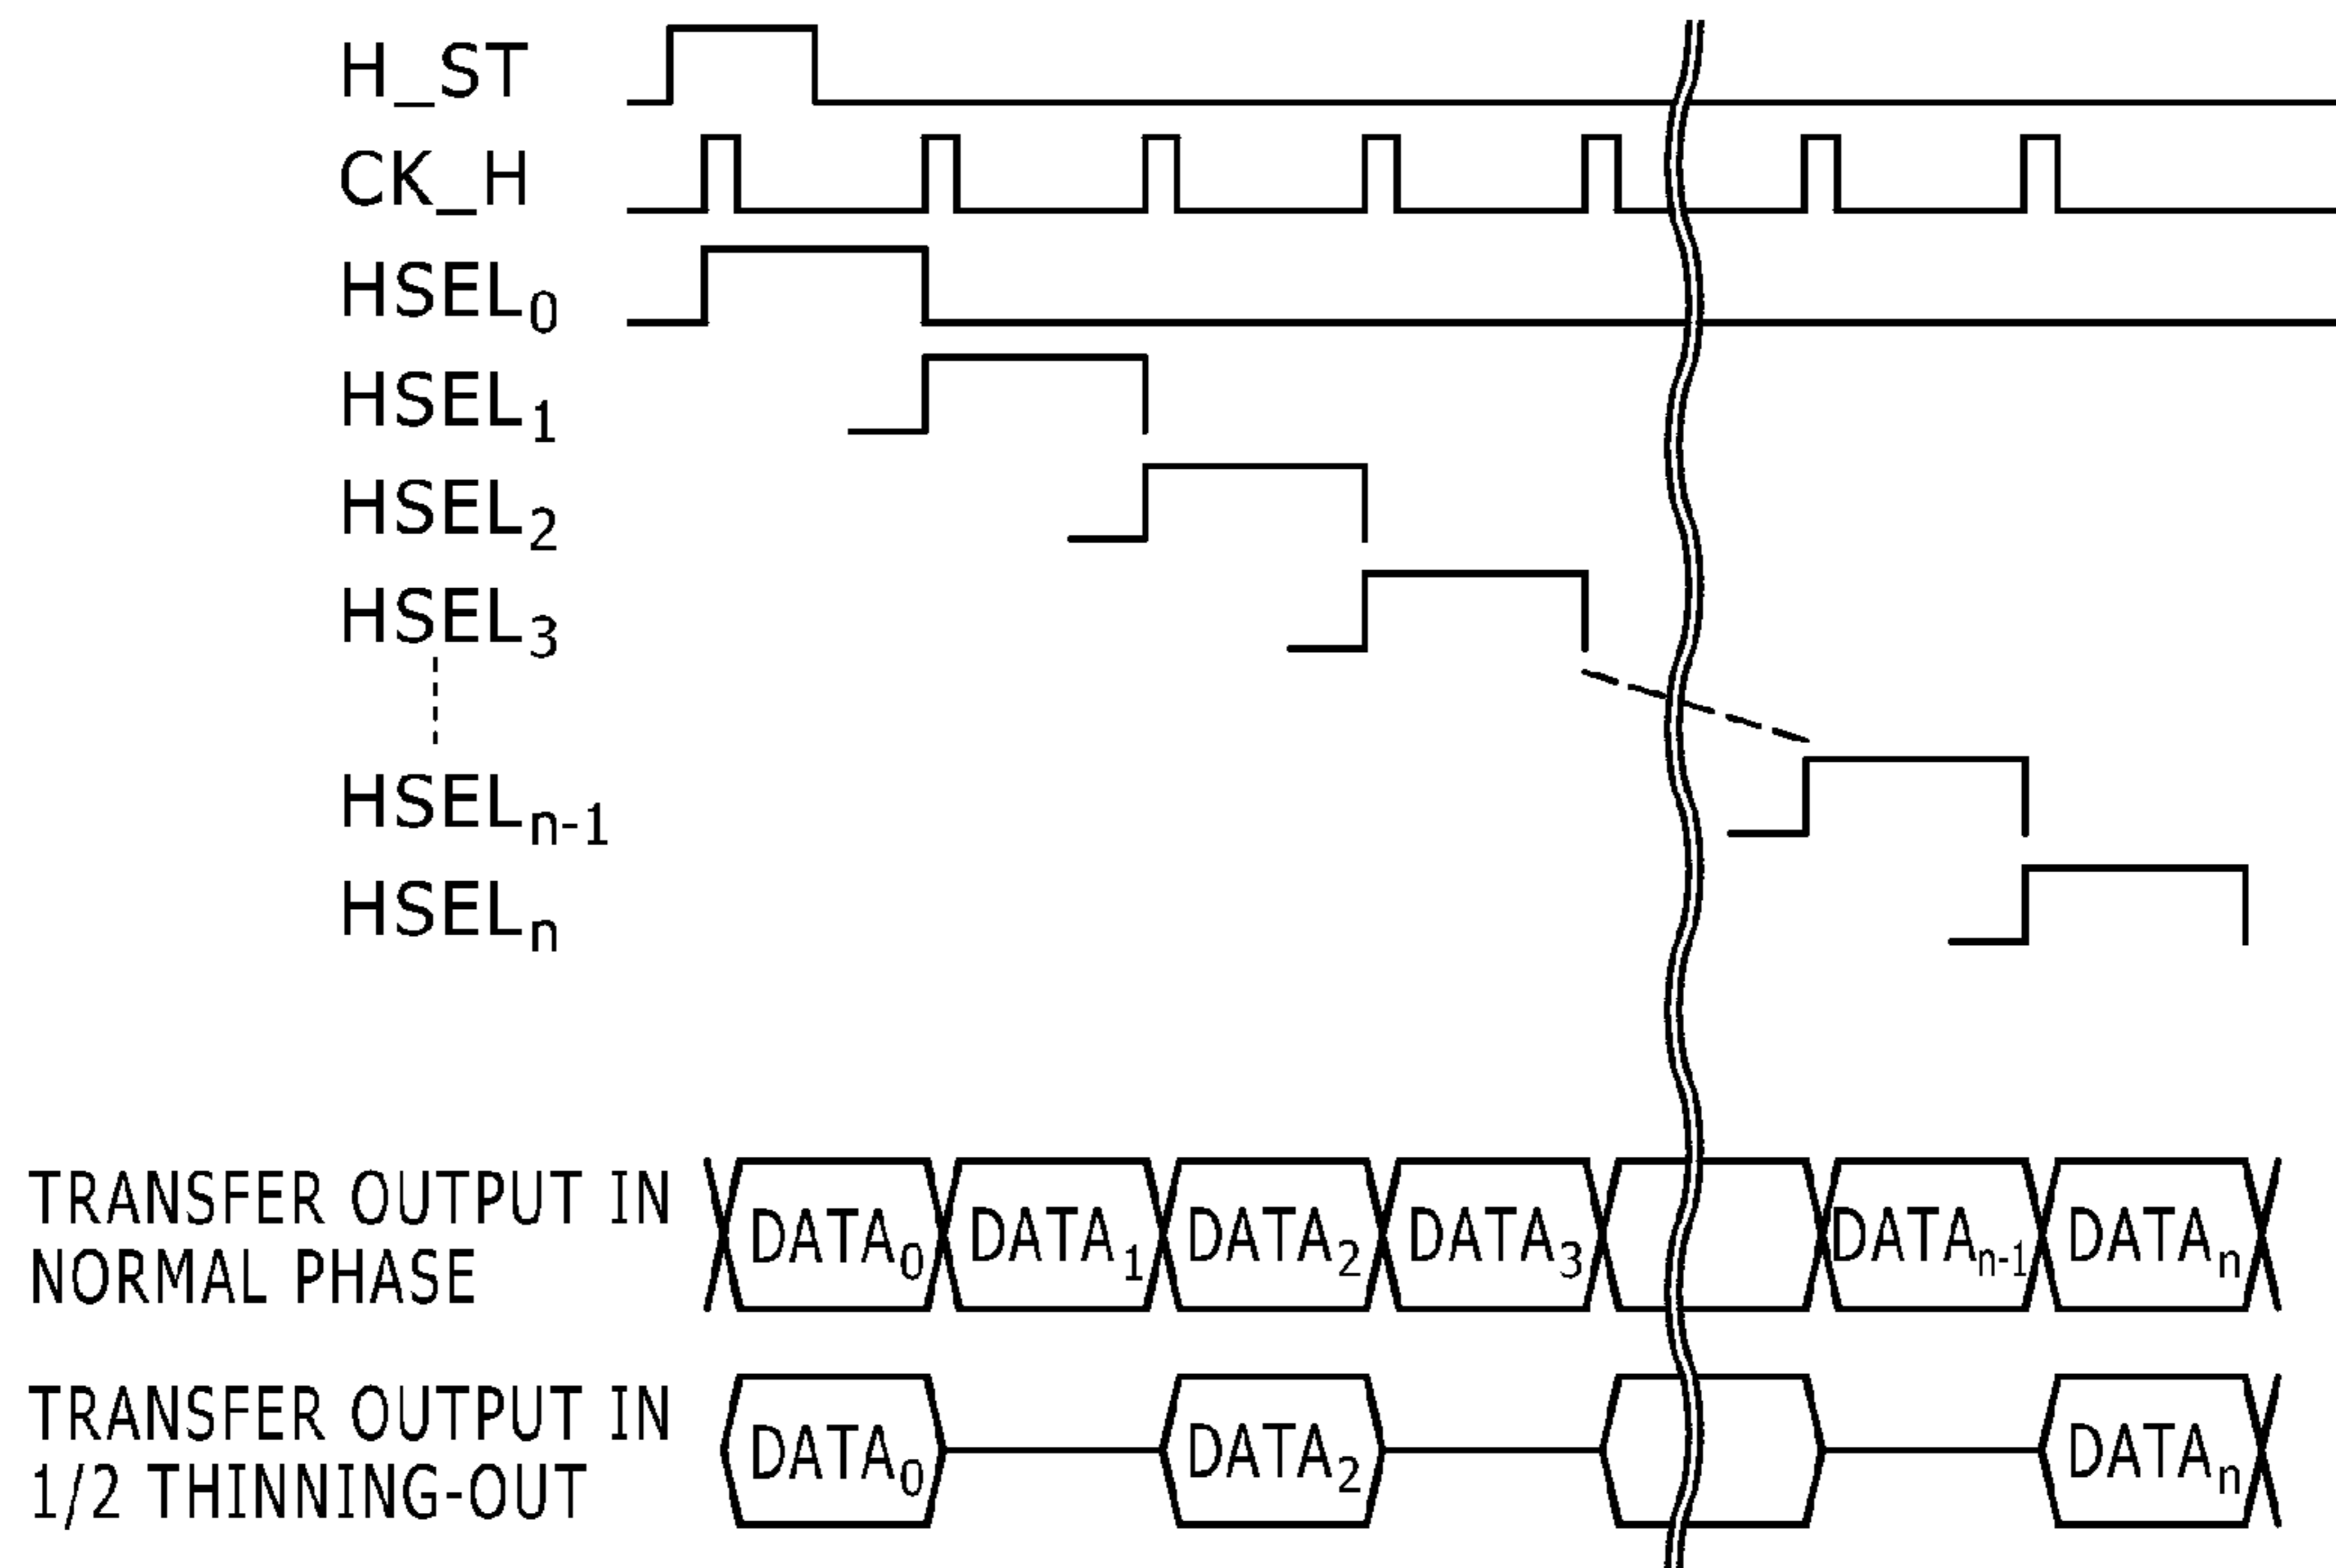 H_ST
CK_H
HSEL₀
HSEL₁
HSEL₂
HSEL₃
HSELₙ₋₁
HSELₙ
TRANSFER OUTPUT IN
NORMAL PHASE
DATA₀ DATA₁ DATA₂ DATA₃ DATAₙ₋₁ DATAₙ
TRANSFER OUTPUT IN
1/2 THINNING-OUT
DATA₀ DATA₂ DATAₙ